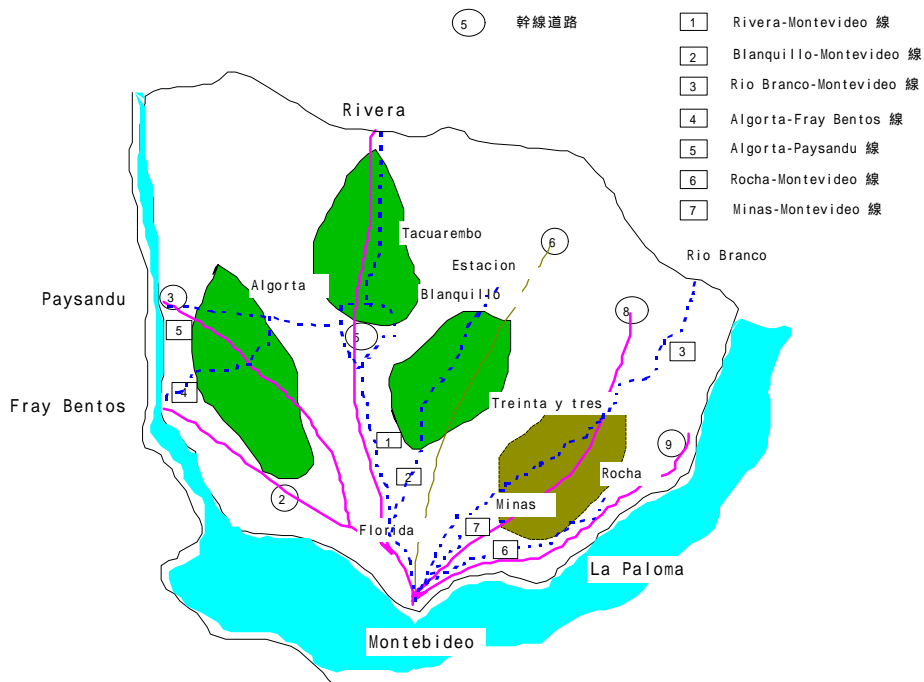 5 幹線道路
1 Rivera-Montevideo 線
2 Blanquillo-Montevideo 線
3 Rio Branco-Montevideo 線
4 Algorta-Fray Bentos 線
5 Algorta-Paysandu 線
6 Rocha-Montevideo 線
7 Minas-Montevideo 線
Rivera
Tacuarembo
6
Estacion
Rio Branco
Algorta
Blanquillo
Paysandu
3
8
5
5
3
4
Fray Bentos
Treinta y tres
1
9
2
Rocha
2
Minas
Florida
7
6
La Paloma
Montebideo